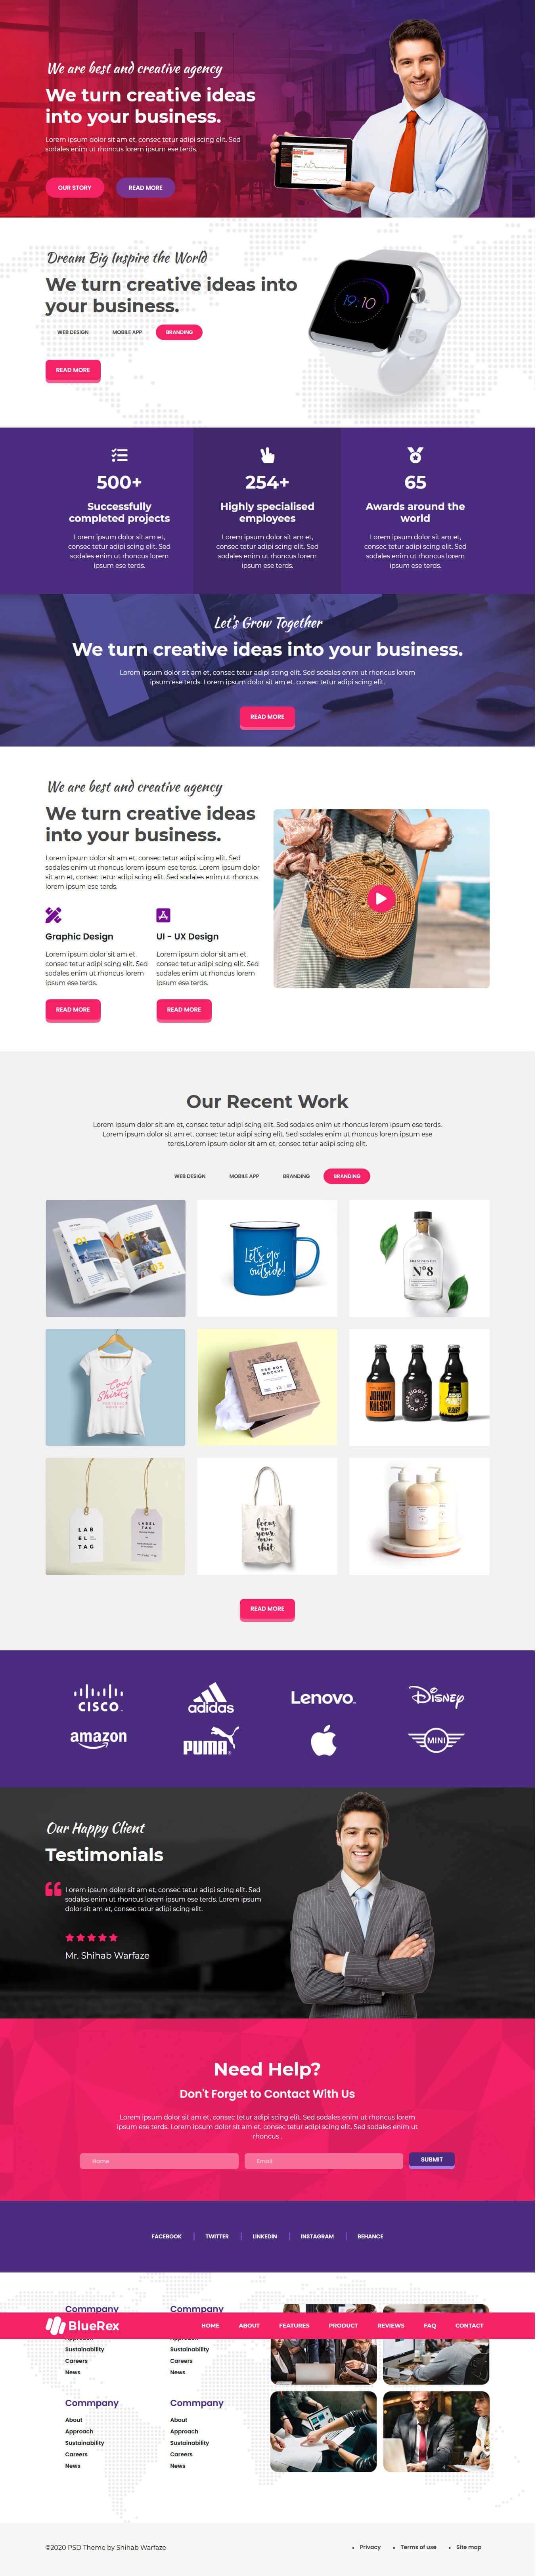 We are best and creative agency
We turn creative ideas
into your business.
Lorem ipsum dolor sit am et, consec tetur adipi scing elit. Sed
sodales enim ut rhoncus lorem ipsum ese terds.
OUR STORY
READ MORE
Dream Big Inspire the World
We turn creative ideas into
your business.
WEB DESIGN
MOBILE APP
BRANDING
READ MORE
19:10
500+
Successfully
completed projects
Lorem ipsum dolor sit am et,
consec tetur adipi scing elit. Sed
sodales enim ut rhoncus lorem
ipsum ese terds.
254+
Highly specialised
employees
Lorem ipsum dolor sit am et,
consec tetur adipi scing elit. Sed
sodales enim ut rhoncus lorem
ipsum ese terds.
65
Awards around the
world
Lorem ipsum dolor sit am et,
consec tetur adipi scing elit. Sed
sodales enim ut rhoncus lorem
ipsum ese terds.
Let's Grow Together
We turn creative ideas into your business.
Lorem ipsum dolor sit am et, consec tetur adipi scing elit. Sed sodales enim ut rhoncus lorem
ipsum ese terds. Lorem ipsum dolor sit am et, consec tetur adipi scing elit.
READ MORE
We are best and creative agency
We turn creative ideas
into your business.
Lorem ipsum dolor sit am et, consec tetur adipi scing elit. Sed
sodales enim ut rhoncus lorem ipsum ese terds. Lorem ipsum dolor
sit am et, consec tetur adipi scing elit. Sed sodales enim ut rhoncus
lorem ipsum ese terds.
Graphic Design
Lorem ipsum dolor sit am et,
consec tetur adipi scing elit. Sed
sodales enim ut rhoncus lorem
ipsum ese terds.
READ MORE
UI - UX Design
Lorem ipsum dolor sit am et,
consec tetur adipi scing elit. Sed
sodales enim ut rhoncus lorem
ipsum ese terds.
READ MORE
Our Recent Work
Lorem ipsum dolor sit am et, consec tetur adipi scing elit. Sed sodales enim ut rhoncus lorem ipsum ese terds.
Lorem ipsum dolor sit am et, consec tetur adipi scing elit. Sed sodales enim ut rhoncus lorem ipsum ese
terds.Lorem ipsum dolor sit am et, consec tetur adipi scing elit.
WEB DESIGN
MOBILE APP
BRANDING
BRANDING
01
02
03
Let's go
outside!
Nº8
Cool
Shirts
PSD BOX
MOCKUP
JOHNNY
KÖLSCH
LAB
EL
TAG
LABEL
TAG
focus
on
your
own
shit
READ MORE
CISCO
adidas
Lenovo
Disney
amazon
PUMA
MINI
Our Happy Client
Testimonials
Lorem ipsum dolor sit am et, consec tetur adipi scing elit. Sed
sodales enim ut rhoncus lorem ipsum ese terds. Lorem ipsum
dolor sit am et, consec tetur adipi scing elit.
Mr. Shihab Warfaze
Need Help?
Don't Forget to Contact With Us
Lorem ipsum dolor sit am et, consec tetur adipi scing elit. Sed sodales enim ut rhoncus lorem
ipsum ese terds. Lorem ipsum dolor sit am et, consec tetur adipi scing elit. Sed sodales enim ut
rhoncus .
Name
Email
SUBMIT
FACEBOOK
TWITTER
LINKEDIN
INSTAGRAM
BEHANCE
Commpany
Commpany
BlueRex
HOME
ABOUT
FEATURES
PRODUCT
REVIEWS
FAQ
CONTACT
Sustainability
Careers
News
Sustainability
Careers
News
Commpany
About
Approach
Sustainability
Careers
News
Commpany
About
Approach
Sustainability
Careers
News
©2020 PSD Theme by Shihab Warfaze
Privacy
Terms of use
Site map